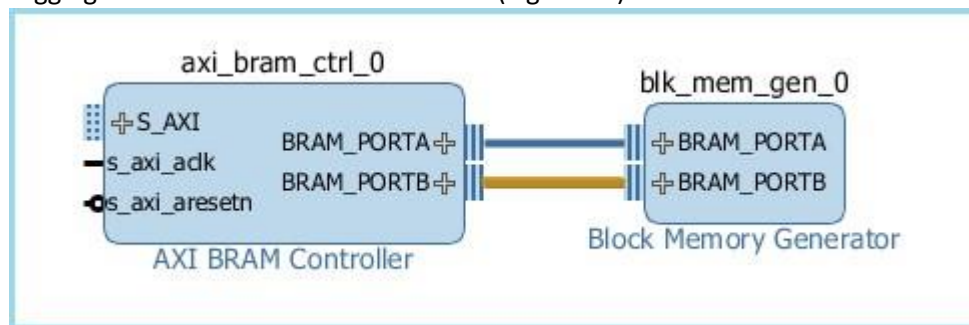 axi_bram_ctrl_0
blk_mem_gen_0
S_AXI
s_axi_aclk
s_axi_aresetn
BRAM_PORTA
BRAM_PORTB
BRAM_PORTA
BRAM_PORTB
AXI BRAM Controller
Block Memory Generator